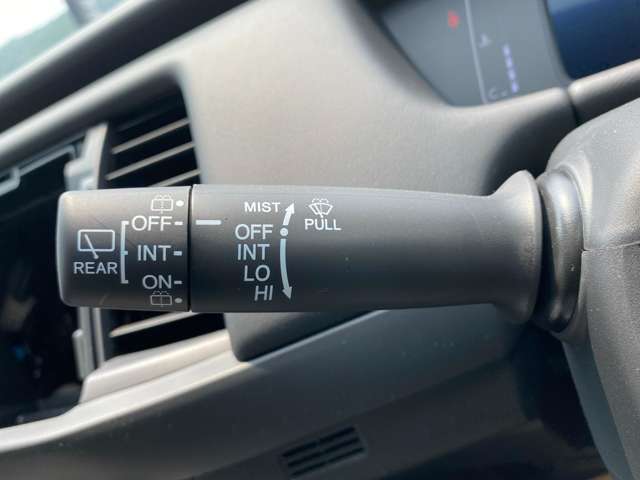 REAR
OFF
INT
ON
MIST
OFF
INT
LO
HI
PULL